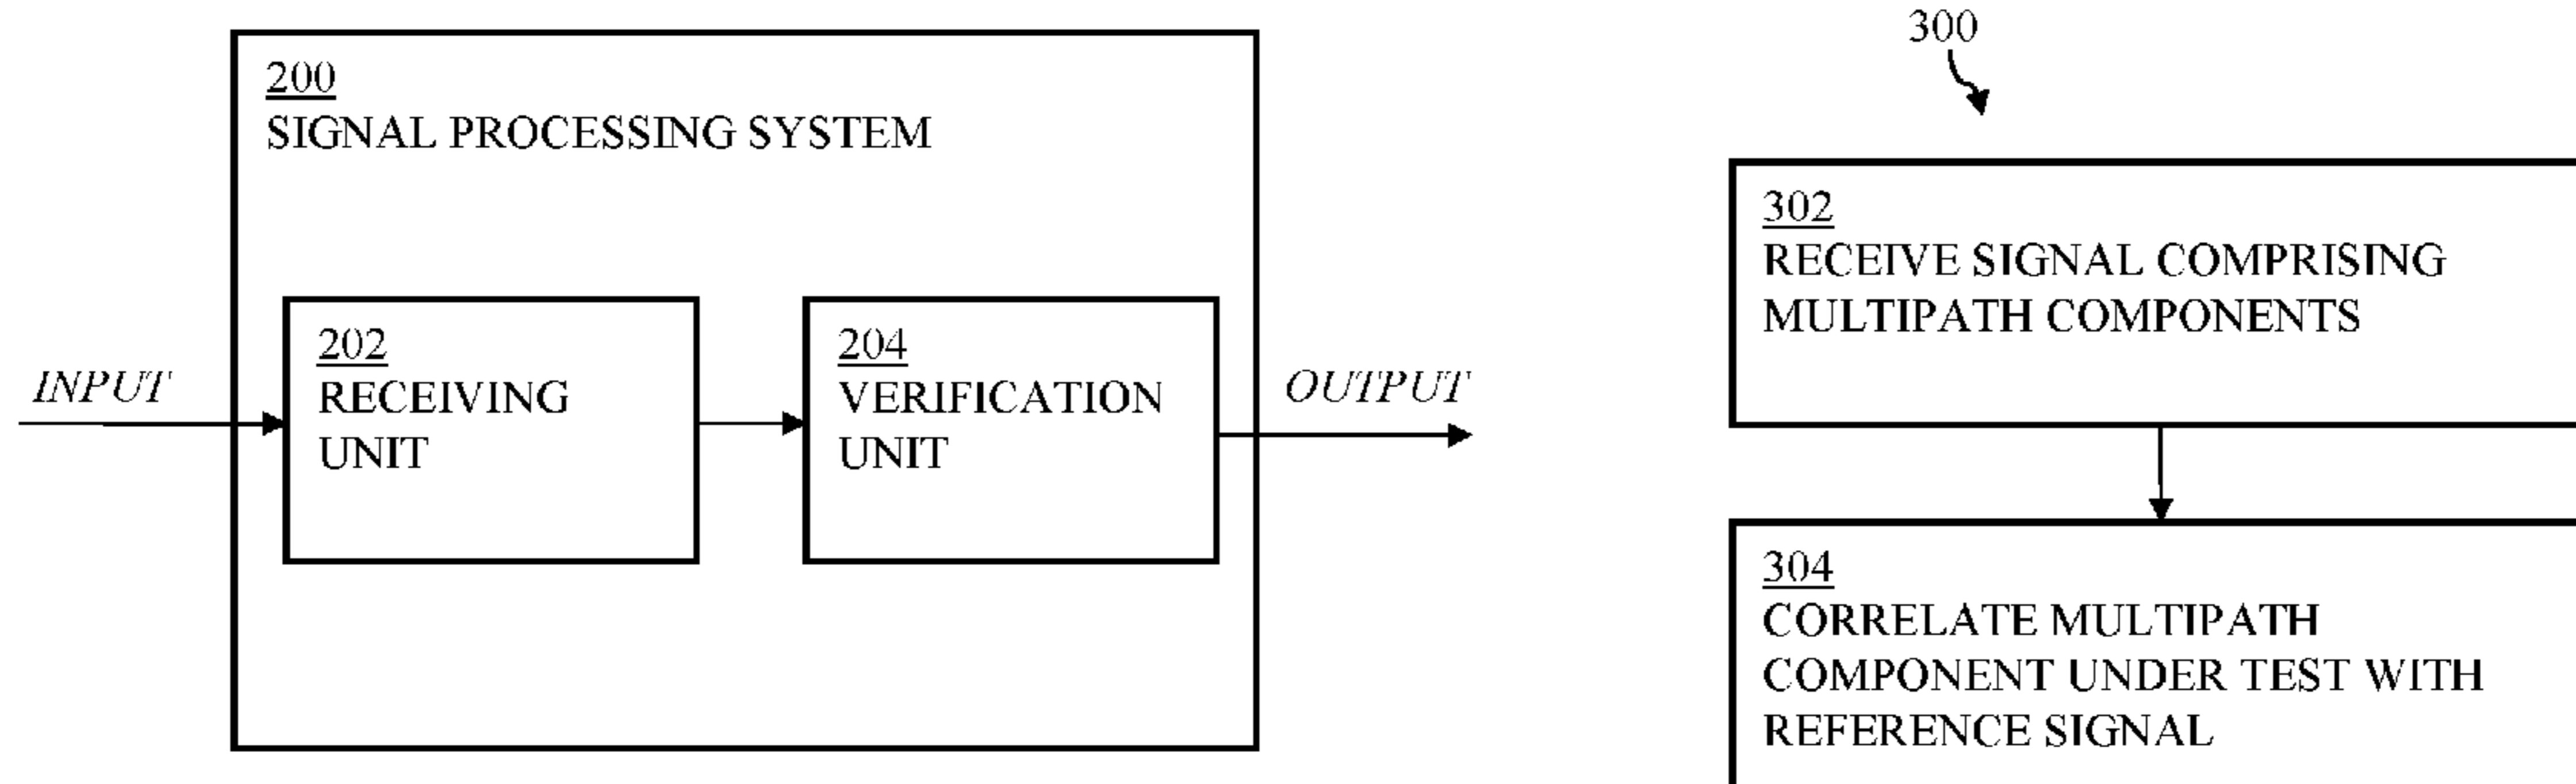 200
SIGNAL PROCESSING SYSTEM
INPUT
202
RECEIVING
UNIT
204
VERIFICATION
UNIT
OUTPUT
300
302
RECEIVE SIGNAL COMPRISING
MULTIPATH COMPONENTS
304
CORRELATE MULTIPATH
COMPONENT UNDER TEST WITH
REFERENCE SIGNAL